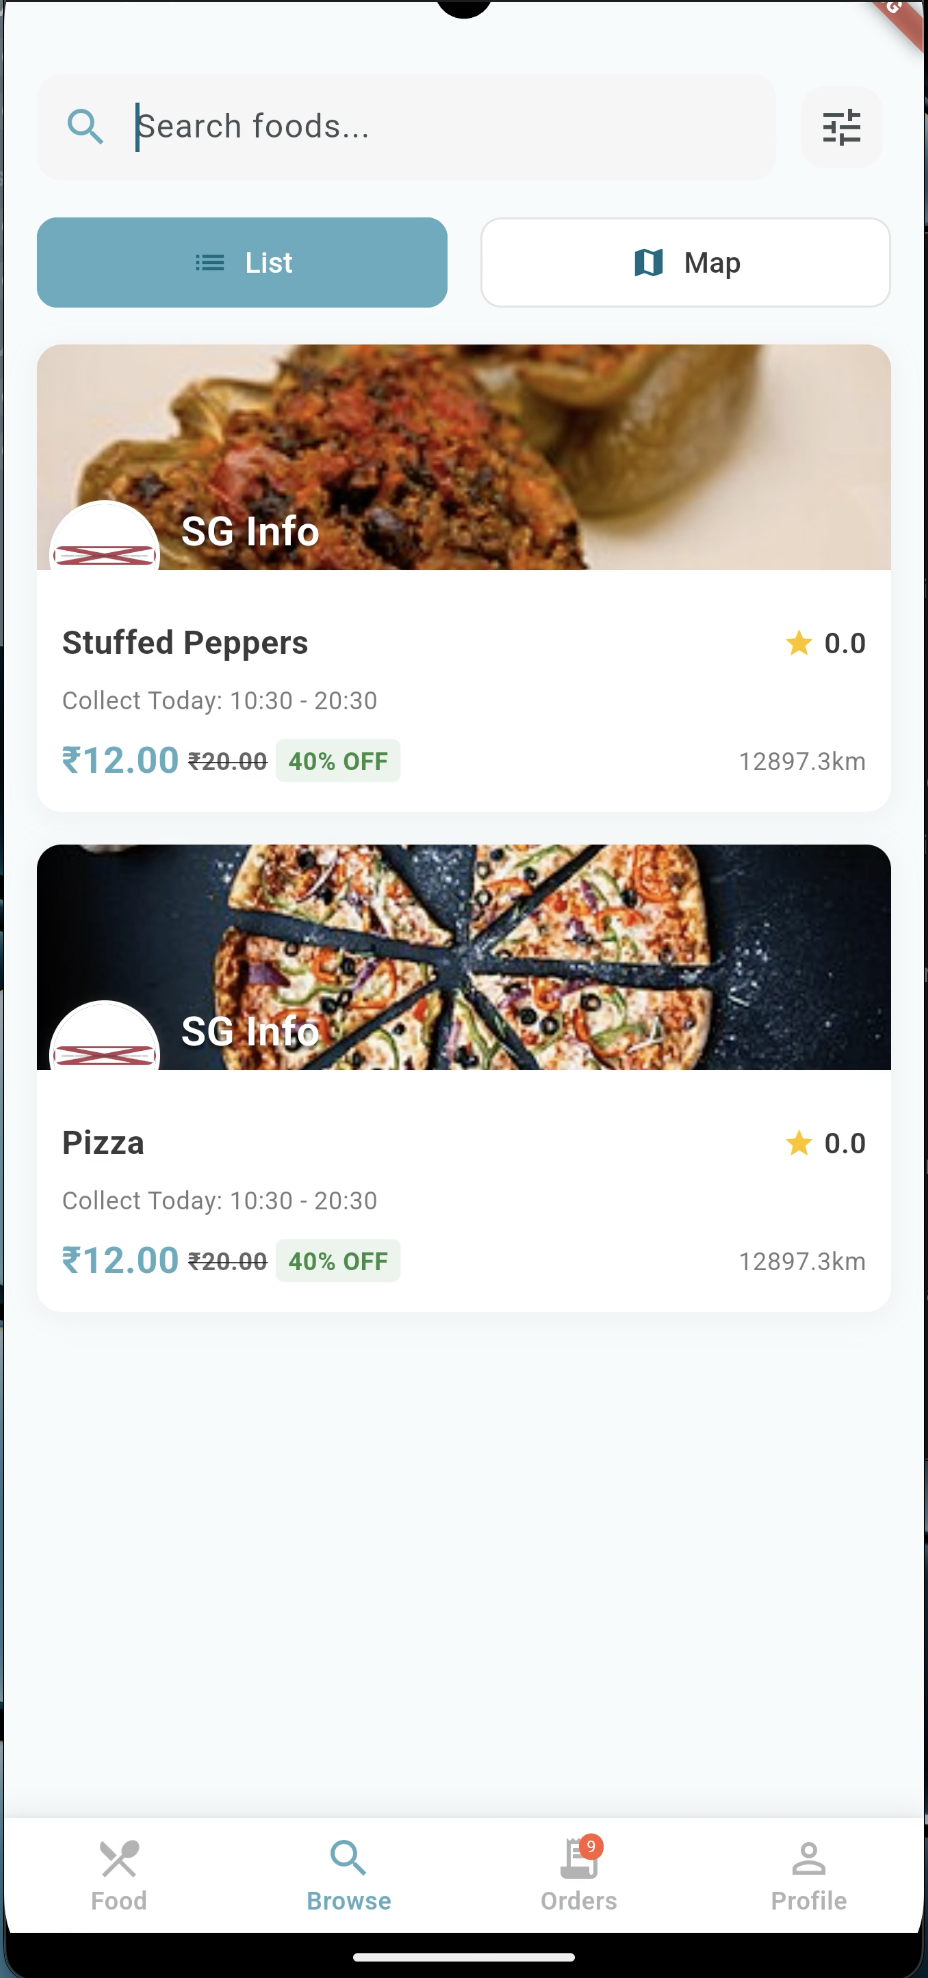 Search foods...
List
Map
SG Info
Stuffed Peppers
0.0
Collect Today: 10:30 - 20:30
₹12.00 ₹20.00 40% OFF 12897.3km
SG Info
Pizza
0.0
Collect Today: 10:30 - 20:30
₹12.00 ₹20.00 40% OFF 12897.3km
9
Food
Browse
Orders
Profile